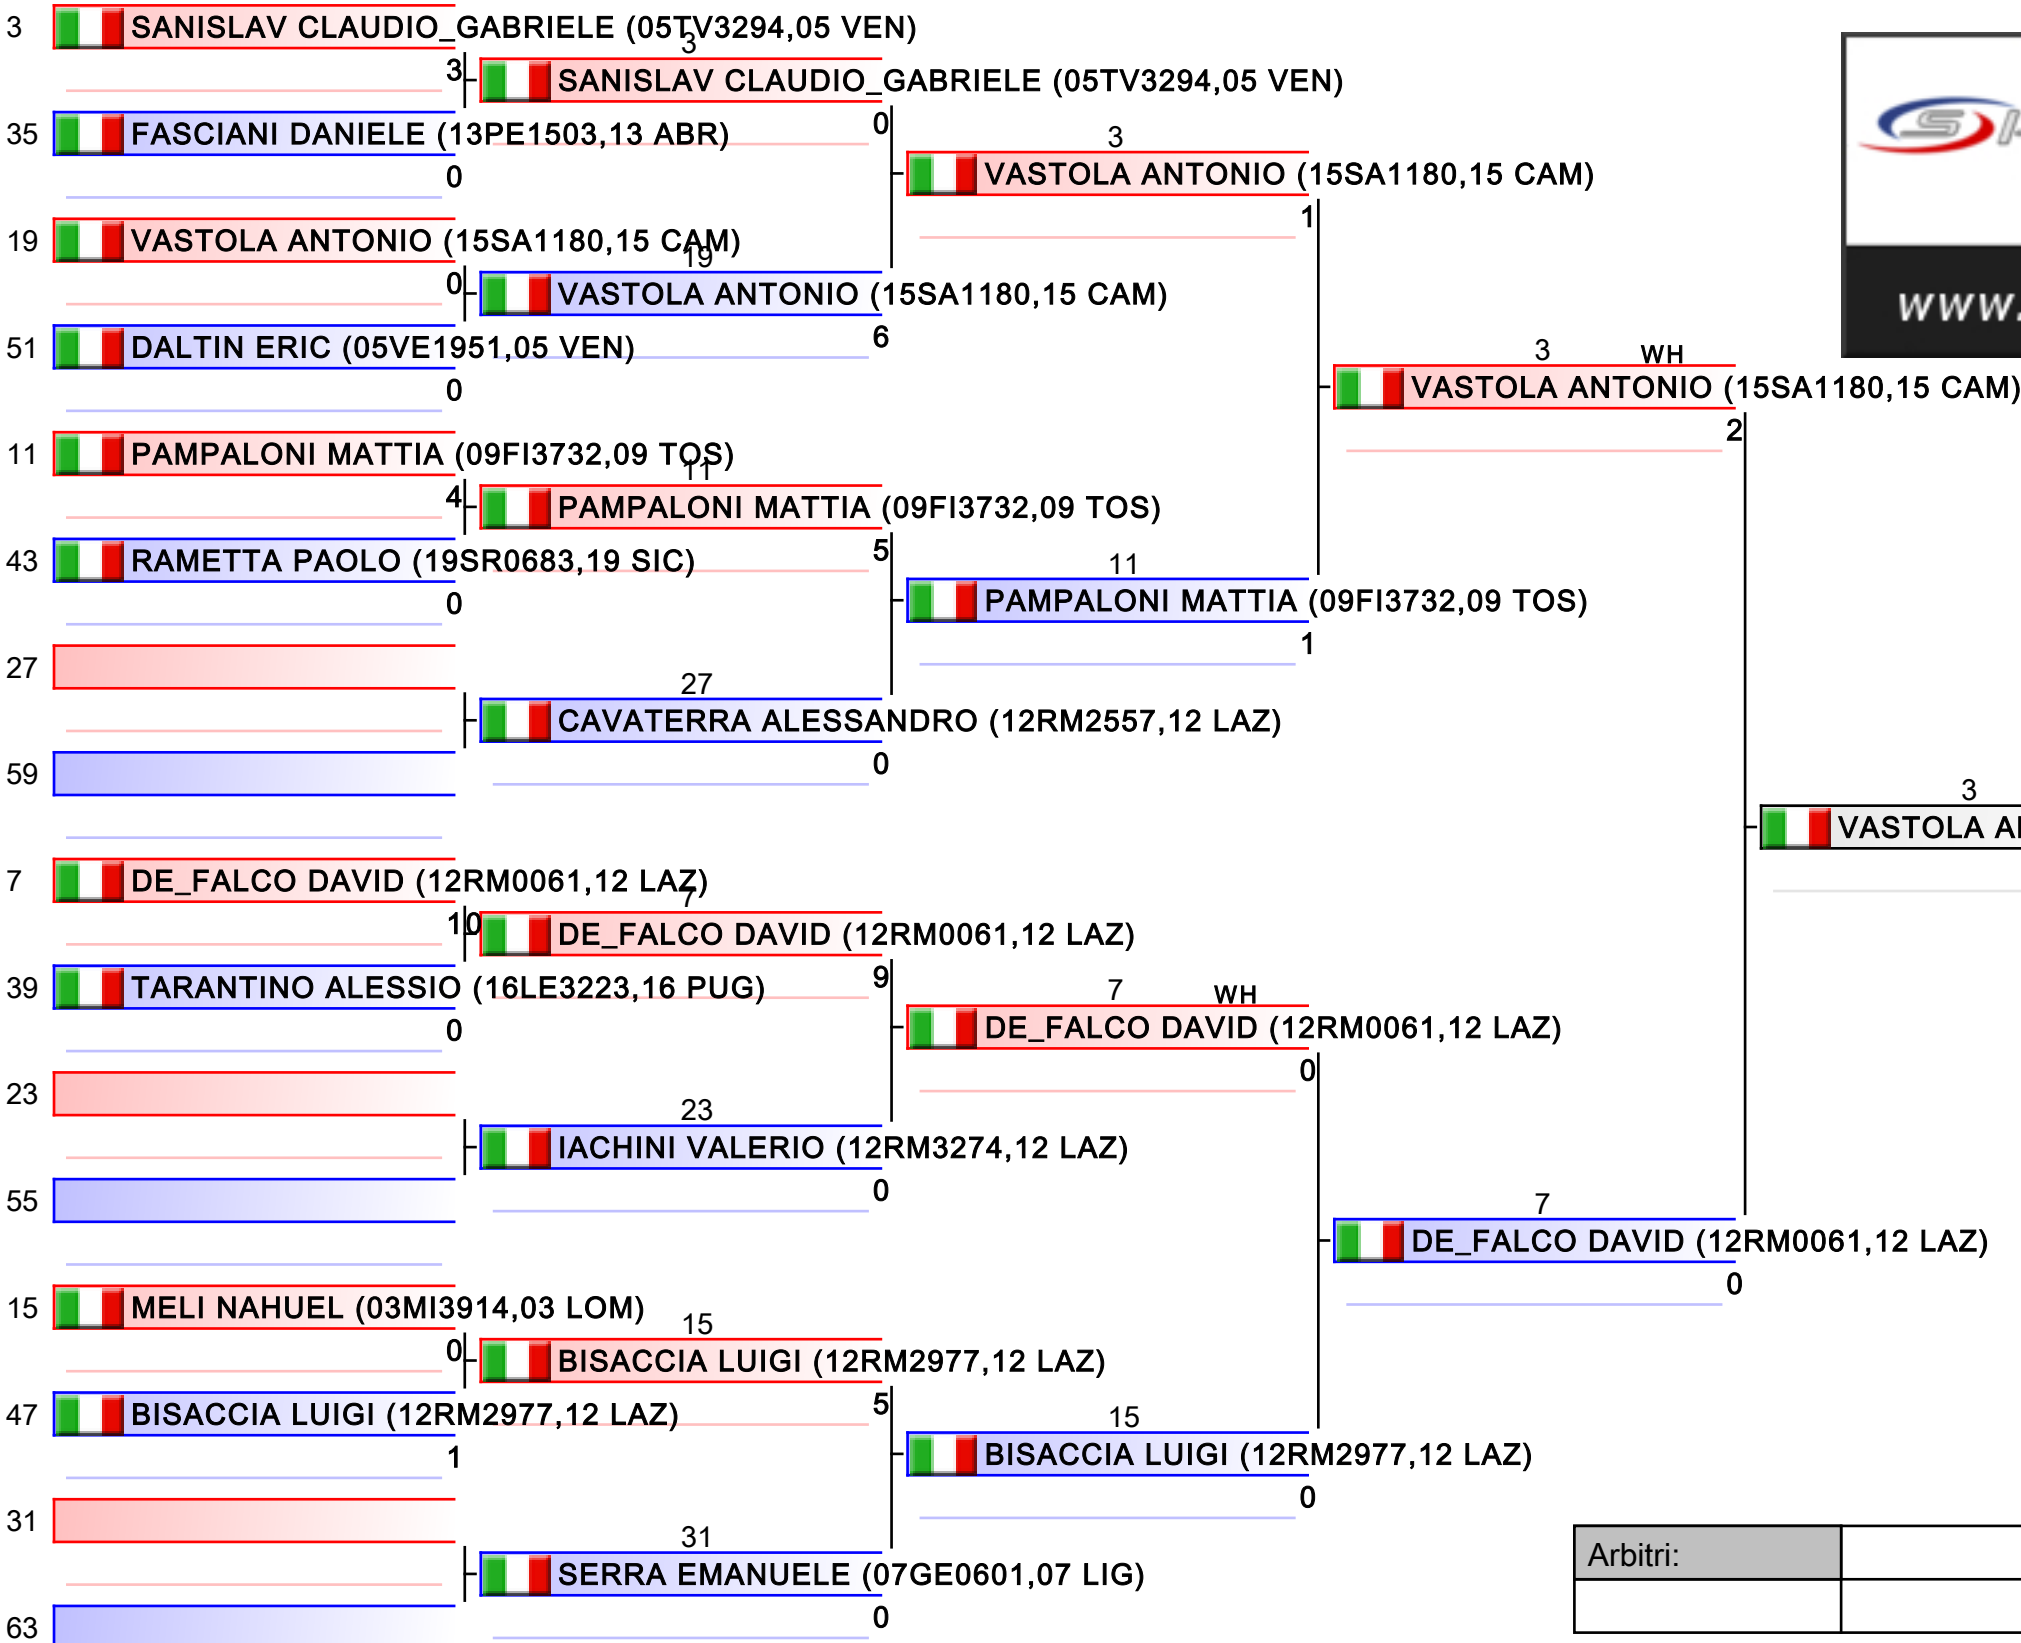 3 SANISLAV CLAUDIO_GABRIELE (05TV3294,05 VEN)
3
3 SANISLAV CLAUDIO_GABRIELE (05TV3294,05 VEN)
35 FASCIANI DANIELE (13PE1503,13 ABR)
0
0
3
VASTOLA ANTONIO (15SA1180,15 CAM)
1
19 VASTOLA ANTONIO (15SA1180,15 CAM)
19
0 VASTOLA ANTONIO (15SA1180,15 CAM)
6
51 DALTIN ERIC (05VE1951,05 VEN)
0
www.
3 WH
VASTOLA ANTONIO (15SA1180,15 CAM)
2
11 PAMPALONI MATTIA (09FI3732,09 TOS)
11
4 PAMPALONI MATTIA (09FI3732,09 TOS)
5
43 RAMETTA PAOLO (19SR0683,19 SIC)
0
11
PAMPALONI MATTIA (09FI3732,09 TOS)
1
27
27
CAVATERRA ALESSANDRO (12RM2557,12 LAZ)
0
59
3
VASTOLA
7 DE_FALCO DAVID (12RM0061,12 LAZ)
7
10 DE_FALCO DAVID (12RM0061,12 LAZ)
9
39 TARANTINO ALESSIO (16LE3223,16 PUG)
0
7 WH
DE_FALCO DAVID (12RM0061,12 LAZ)
0
23
23
IACHINI VALERIO (12RM3274,12 LAZ)
0
55
7
DE_FALCO DAVID (12RM0061,12 LAZ)
0
15 MELI NAHUEL (03MI3914,03 LOM)
15
0 BISACCIA LUIGI (12RM2977,12 LAZ)
5
47 BISACCIA LUIGI (12RM2977,12 LAZ)
1
15
BISACCIA LUIGI (12RM2977,12 LAZ)
0
31
31
SERRA EMANUELE (07GE0601,07 LIG)
0
63
Arbitri: